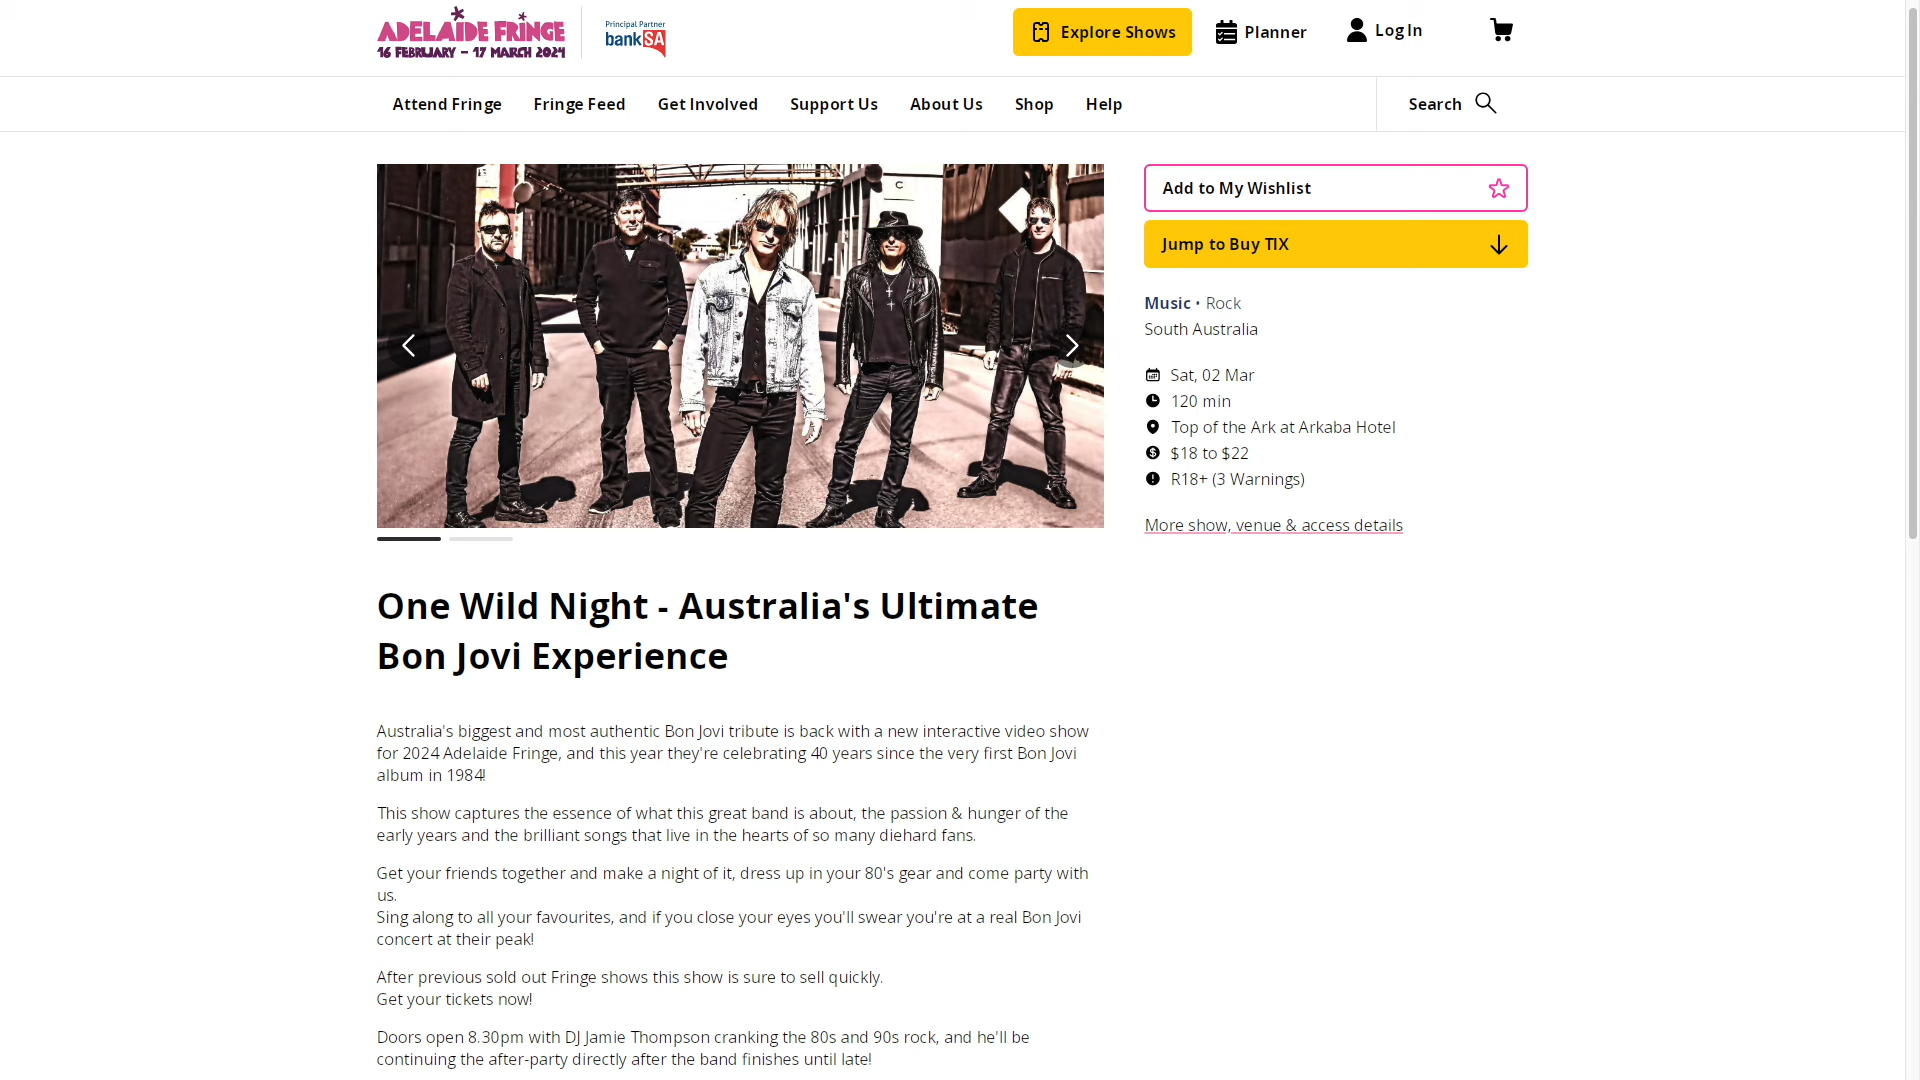 ADELAIDE FRINGE
16 FEBRUARY – 17 MARCH 2024
Principal Partner
bankSA
Explore Shows
Planner
Log In
Attend Fringe
Fringe Feed
Get Involved
Support Us
About Us
Shop
Help
Search
C
Add to My Wishlist
Jump to Buy TIX
Music • Rock
South Australia
Sat, 02 Mar
120 min
Top of the Ark at Arkaba Hotel
$18 to $22
R18+ (3 Warnings)
More show, venue & access details
One Wild Night - Australia's Ultimate
Bon Jovi Experience
Australia's biggest and most authentic Bon Jovi tribute is back with a new interactive video show
for 2024 Adelaide Fringe, and this year they're celebrating 40 years since the very first Bon Jovi
album in 1984!
This show captures the essence of what this great band is about, the passion & hunger of the
early years and the brilliant songs that live in the hearts of so many diehard fans.
Get your friends together and make a night of it, dress up in your 80's gear and come party with
us.
Sing along to all your favourites, and if you close your eyes you'll swear you're at a real Bon Jovi
concert at their peak!
After previous sold out Fringe shows this show is sure to sell quickly.
Get your tickets now!
Doors open 8.30pm with DJ Jamie Thompson cranking the 80s and 90s rock, and he'll be
continuing the after-party directly after the band finishes until late!